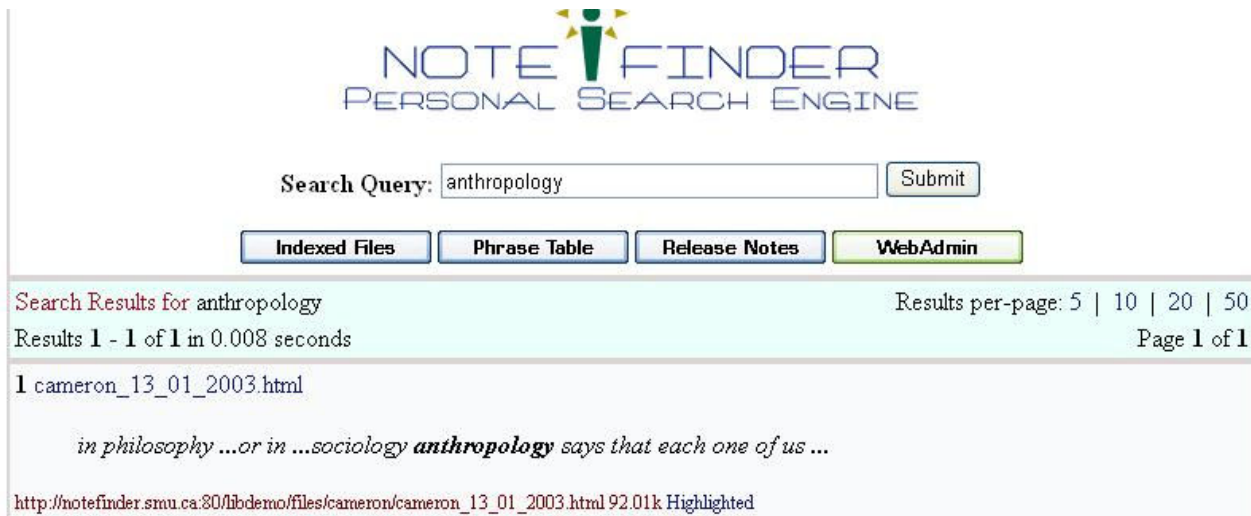 NOTE FINDER
PERSONAL SEARCH ENGINE
Search Query: anthropology Submit
Indexed Files Phrase Table Release Notes WebAdmin
Search Results for anthropology Results per-page: 5 | 10 | 20 | 50
Results 1 - 1 of 1 in 0.008 seconds Page 1 of 1
1 cameron_13_01_2003.html
in philosophy ...or in ...sociology anthropology says that each one of us ...
http://notefinder.smu.ca:80/libdemo/files/cameron/cameron_13_01_2003.html 92.01k Highlighted